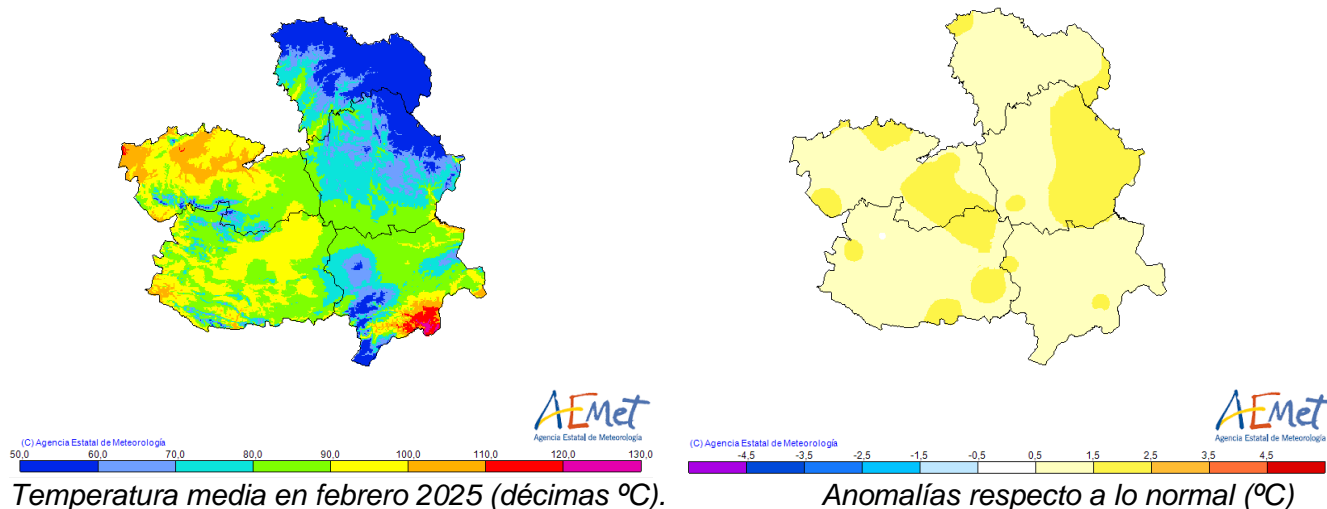 AEMet
Agencia Estatal de Meteorología
AEMet
Agencia Estatal de Meteorología
(C) Agencia Estatal de Meteorología
50,0 60,0 70,0 80,0 90,0 100,0 110,0 120,0 130,0
(C) Agencia Estatal de Meteorología
-4,5 -3,5 -2,5 -1,5 -0,5 0,5 1,5 2,5 3,5 4,5
Temperatura media en febrero 2025 (décimas ºC).
Anomalías respecto a lo normal (ºC)